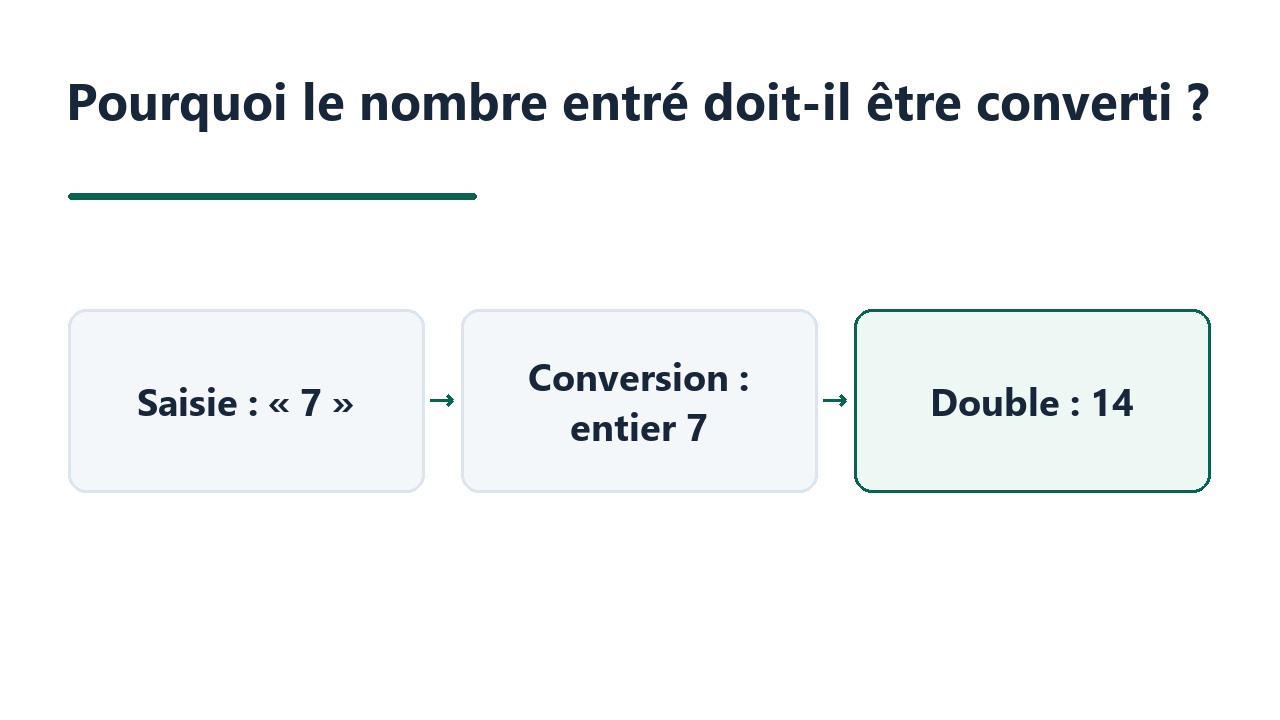 Pourquoi le nombre entré doit-il être converti ?
Saisie : « 7 »
→
Conversion :
entier 7
→
Double : 14